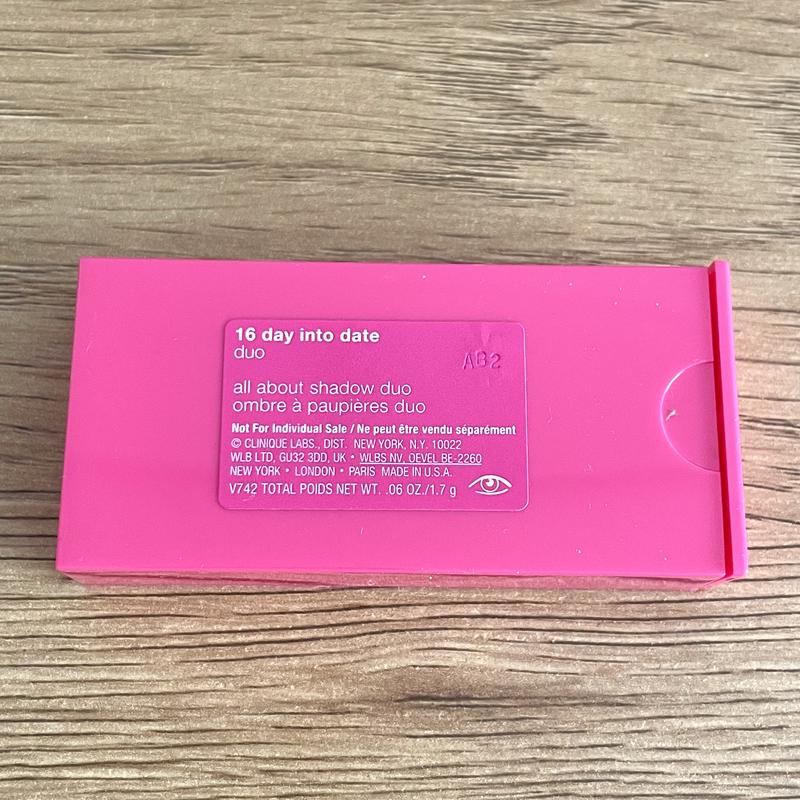 16 day into date
duo
AB2
all about shadow duo
ombre à paupières duo
Not For Individual Sale / Ne peut être vendu séparément
© CLINIQUE LABS., DIST. NEW YORK, N.Y. 10022
WLB LTD, GU32 3DD, UK • WLBS NV, OEVEL BE-2260
NEW YORK • LONDON • PARIS MADE IN U.S.A.
V742 TOTAL POIDS NET WT. .06 OZ./1.7 g